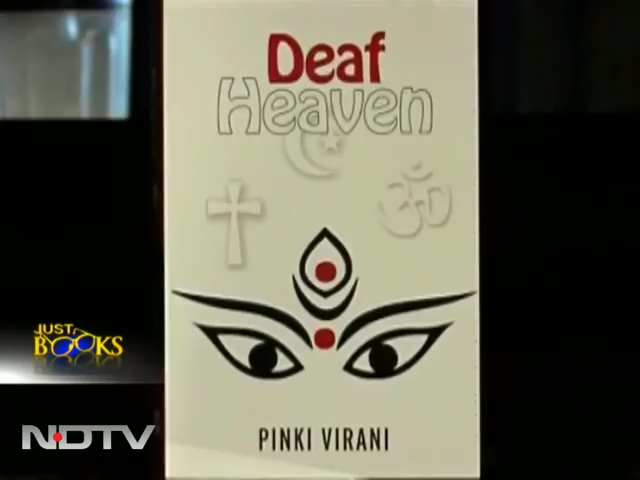 Deaf
Heaven
ॐ
PINKI VIRANI
JUST
BOOKS
NDTV